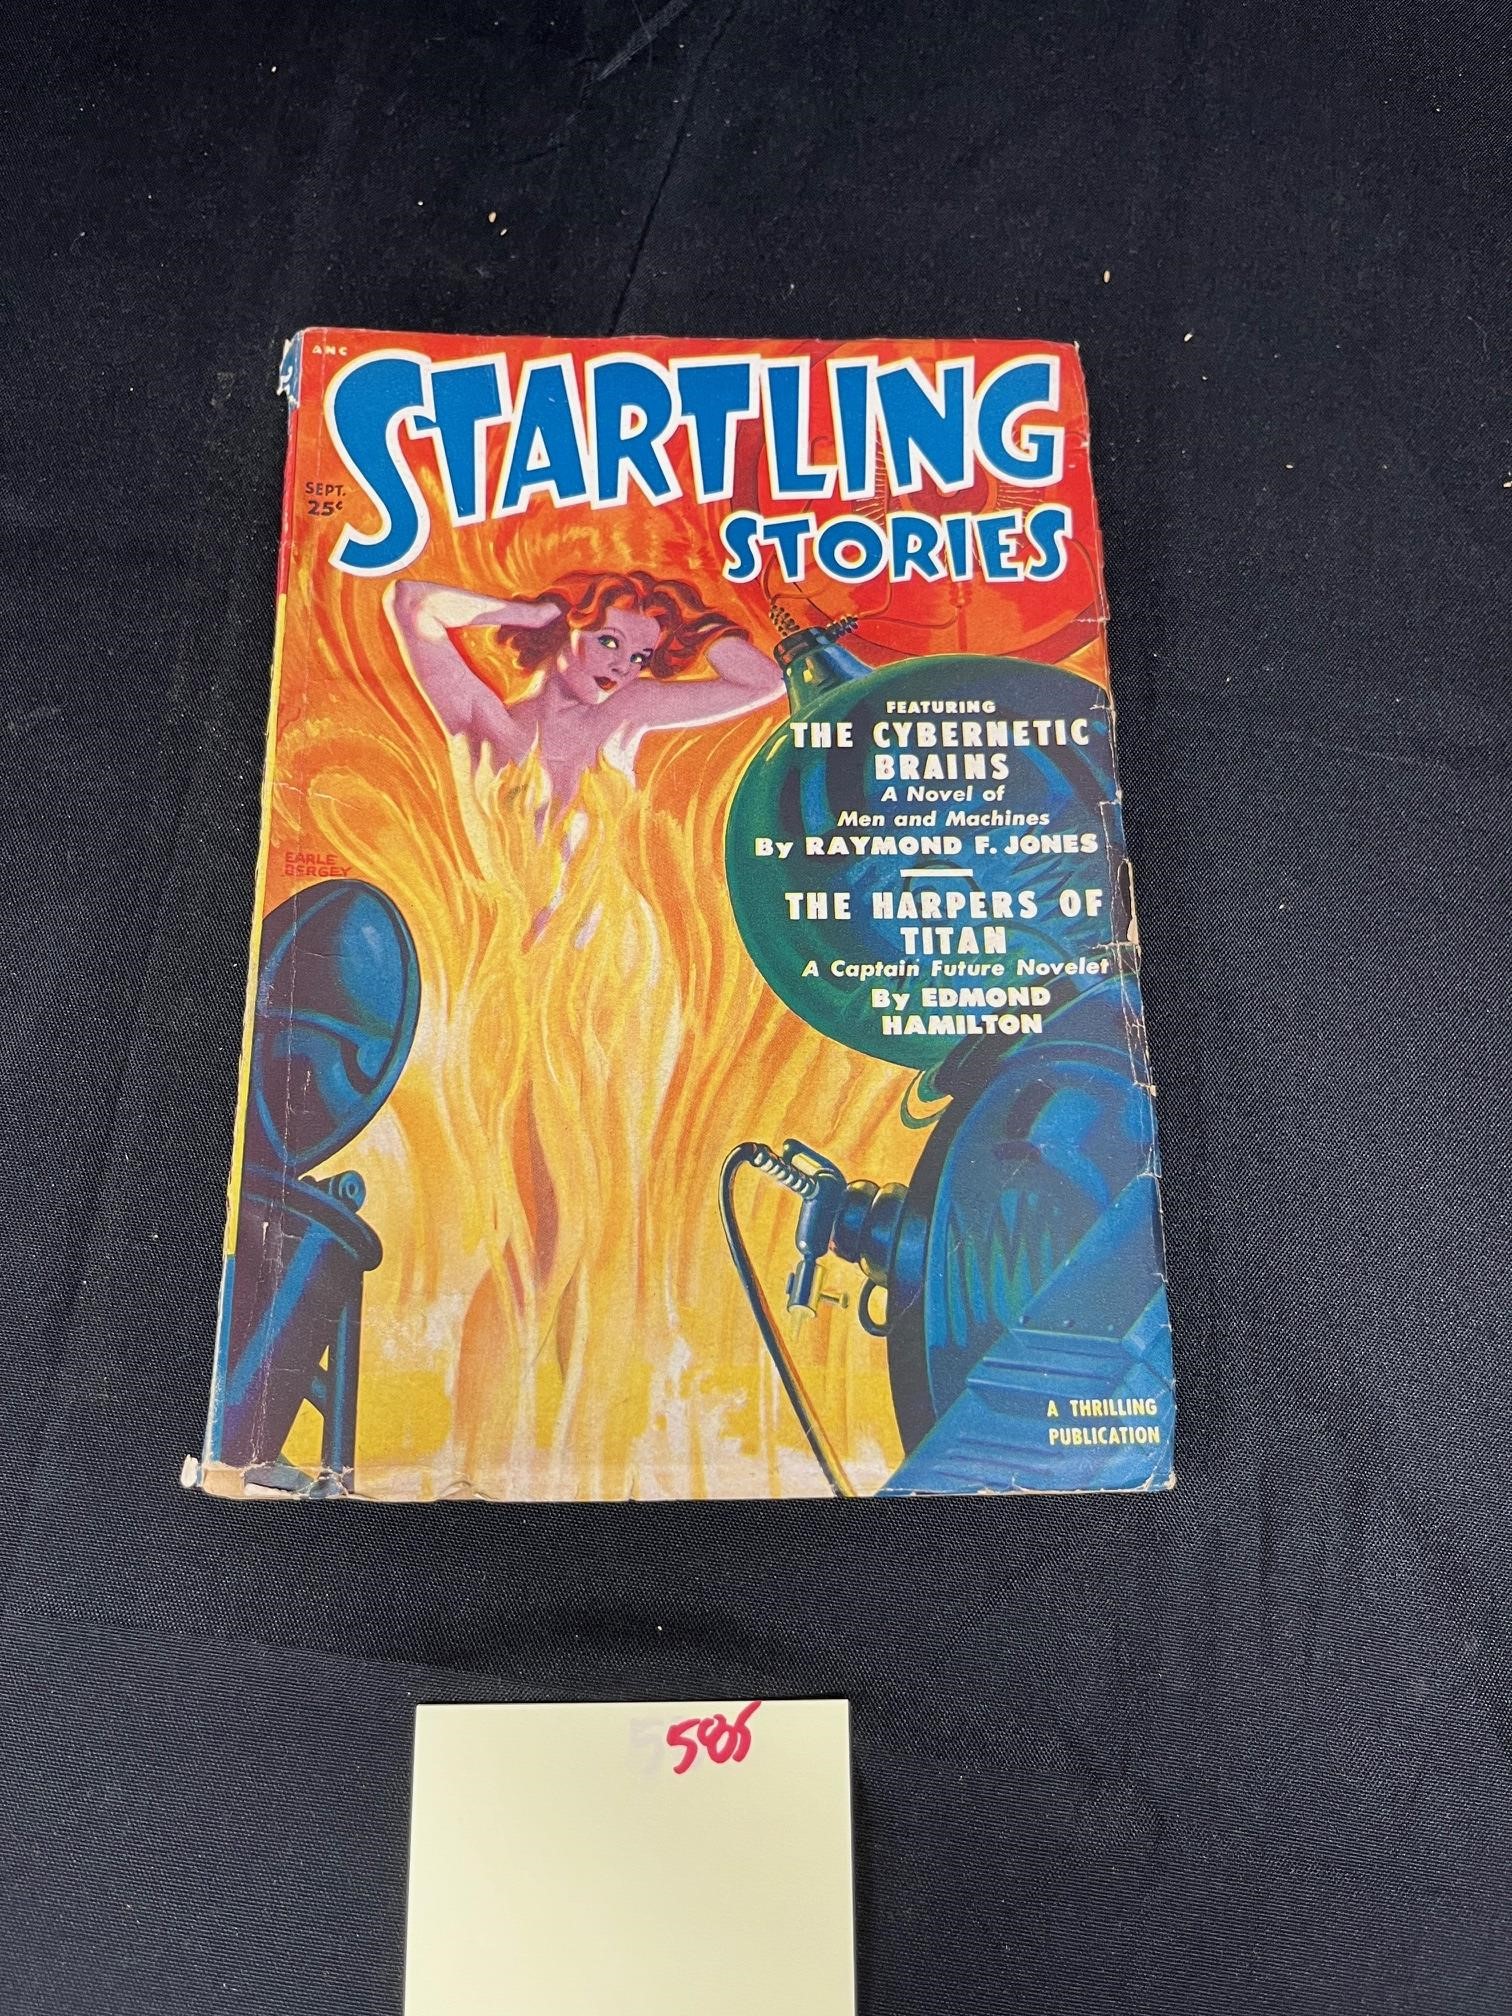 ANC
STARTLING
STORIES
SEPT.
25¢
FEATURING
THE CYBERNETIC
BRAINS
A Novel of
Men and Machines
By RAYMOND F. JONES
THE HARPERS OF
TITAN
A Captain Future Novelet
By EDMOND
HAMILTON
EARLE
BERGEY
A THRILLING
PUBLICATION